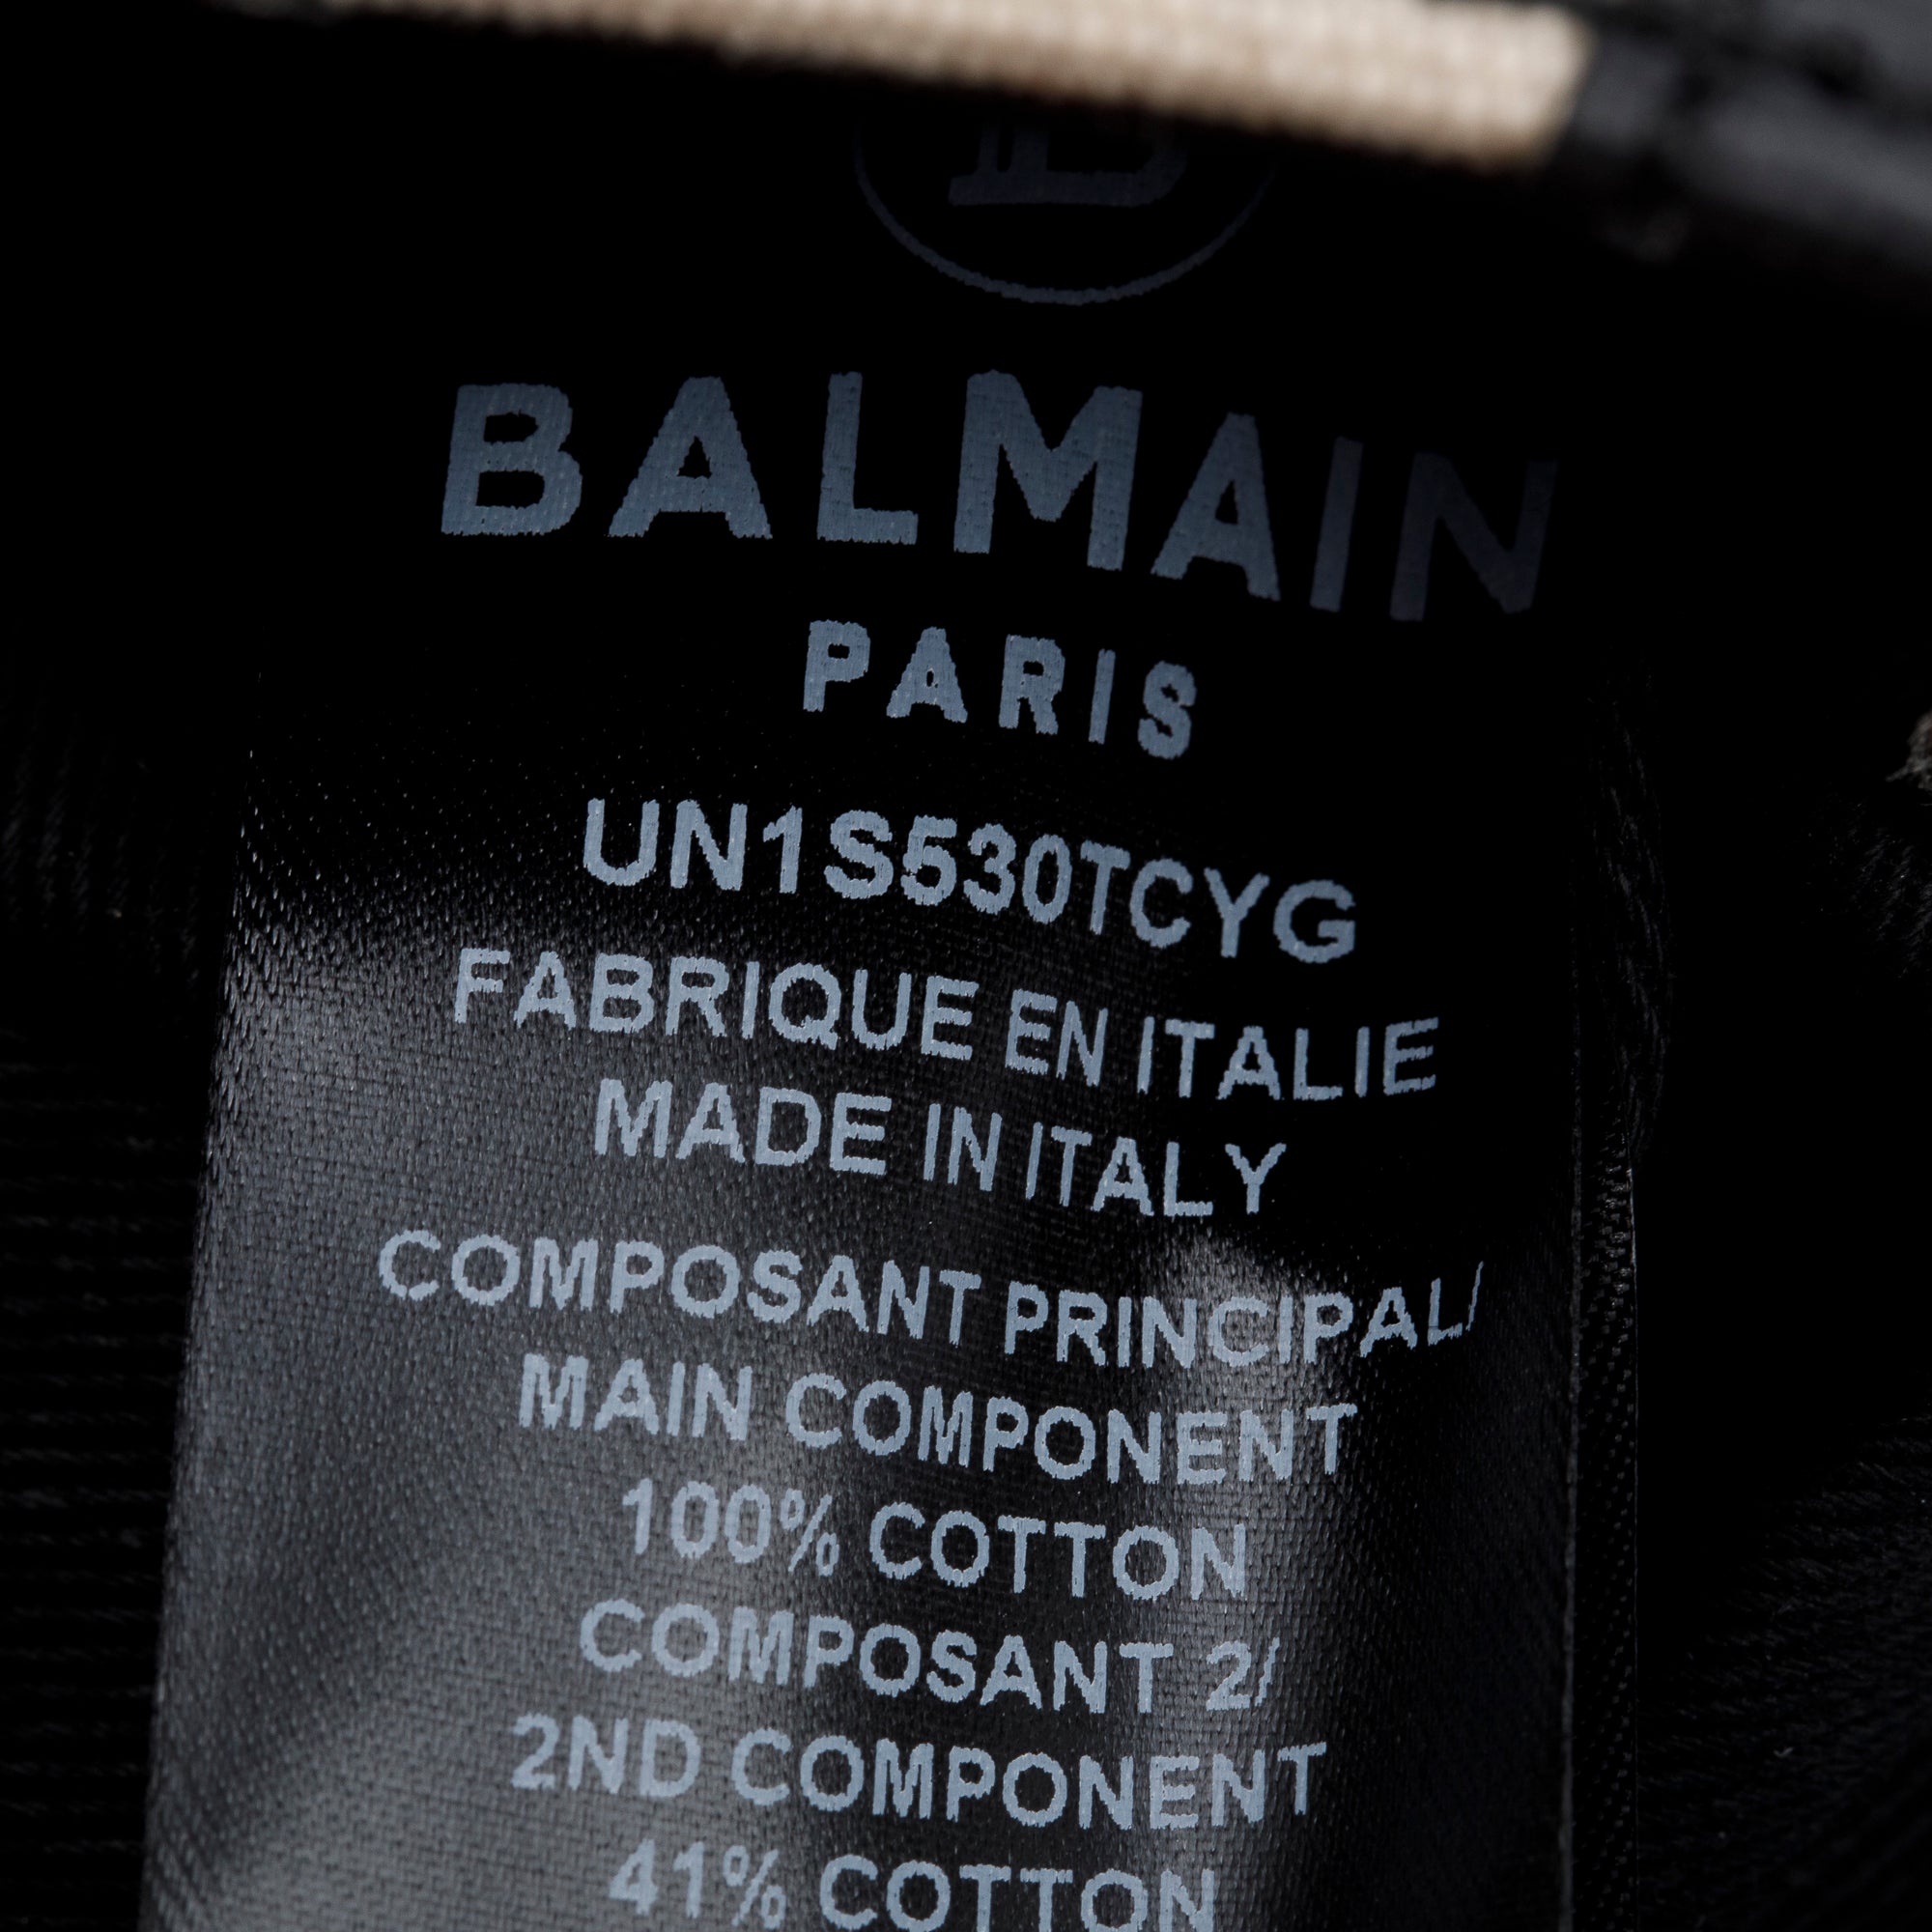 B
BALMAIN
PARIS
UN1S530TCYG
FABRIQUE EN ITALIE
MADE IN ITALY
COMPOSANT PRINCIPAL/
MAIN COMPONENT
100% COTTON
COMPOSANT 2/
2ND COMPONENT
41% COTTON